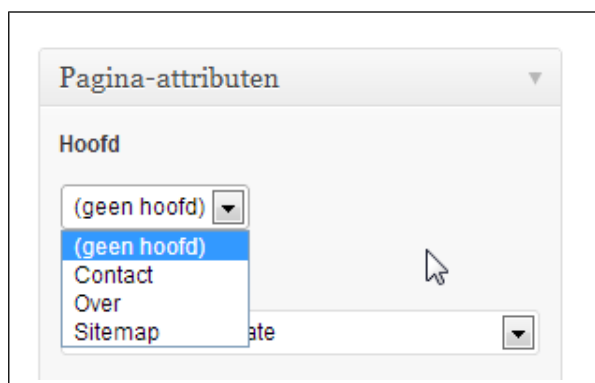 Pagina-attributen
Hoofd
(geen hoofd)
(geen hoofd)
Contact
Over
Sitemap